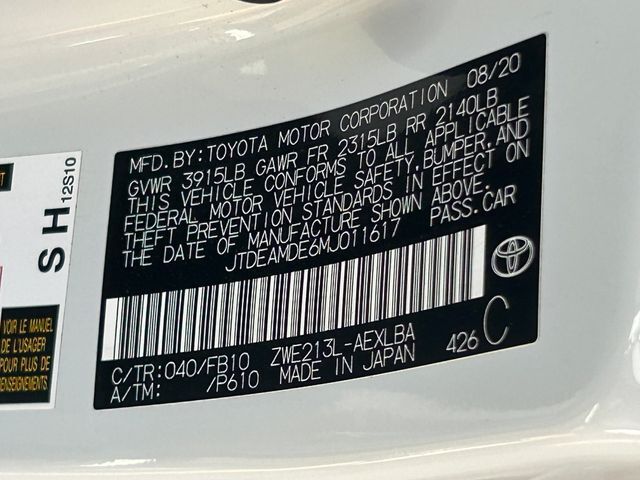 MFD. BY: TOYOTA MOTOR CORPORATION 08/20
GVWR 3915LB GAWR FR 2315LB RR 2140LB
THIS VEHICLE CONFORMS TO ALL APPLICABLE
FEDERAL MOTOR VEHICLE SAFETY, BUMPER, AND
THEFT PREVENTION STANDARDS IN EFFECT ON
THE DATE OF MANUFACTURE SHOWN ABOVE.
JTDEAMDE6MJ011617 PASS. CAR
C/TR: 040/FB10 ZWE213L-AEXLBA 426 C
A/TM: /P610 MADE IN JAPAN
SH
12S10
VOIR LE MANUEL
DE L'USAGER
POUR PLUS DE
RENSEIGNEMENTS